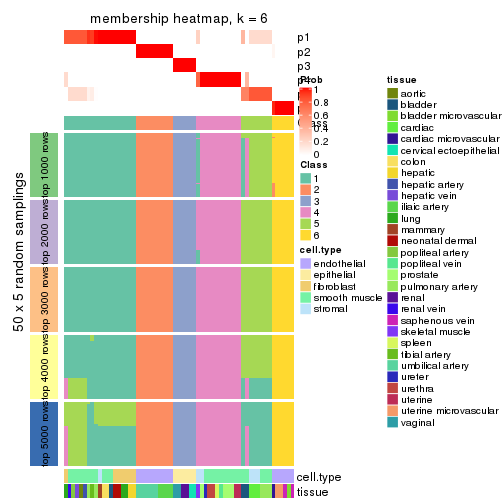 membership heatmap, k = 6
p1
p2
p3
p4
Prob
1
0.8
0.6
0.4
0.2
0
Class
1
2
3
4
5
6
cell.type
endothelial
epithelial
fibroblast
smooth muscle
stromal
tissue
aortic
bladder
bladder microvascular
cardiac
cardiac microvascular
cervical ectoepithelial
colon
hepatic
hepatic artery
hepatic vein
iliaic artery
lung
mammary
neonatal dermal
popliteal artery
popliteal vein
prostate
pulmonary artery
renal
renal vein
saphenous vein
skeletal muscle
spleen
tibial artery
umbilical artery
ureter
urethra
uterine
uterine microvascular
vaginal
50 x 5 random samplings
top 1000 rows
top 2000 rows
top 3000 rows
top 4000 rows
top 5000 rows
cell.type
tissue